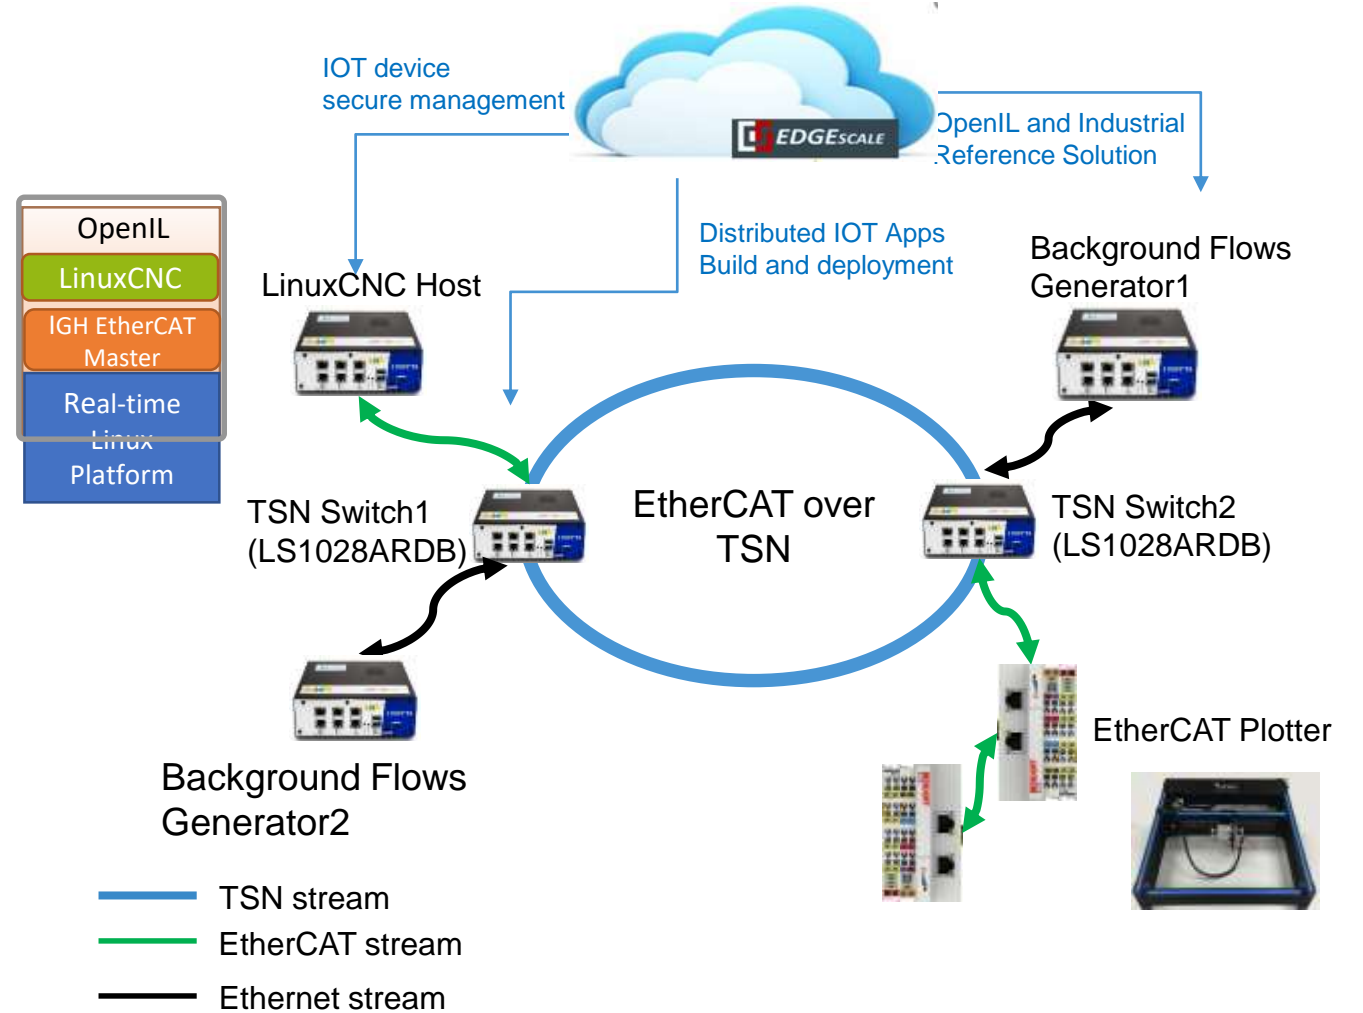 IOT device
secure management
EDGESCALE
OpenIL and Industrial
Reference Solution
Distributed IOT Apps
Build and deployment
OpenIL
LinuxCNC
IGH EtherCAT
Master
Real-time
Linux
Platform
LinuxCNC Host
Background Flows
Generator1
TSN Switch1
(LS1028ARDB)
EtherCAT over
TSN
TSN Switch2
(LS1028ARDB)
EtherCAT Plotter
Background Flows
Generator2
TSN stream
EtherCAT stream
Ethernet stream